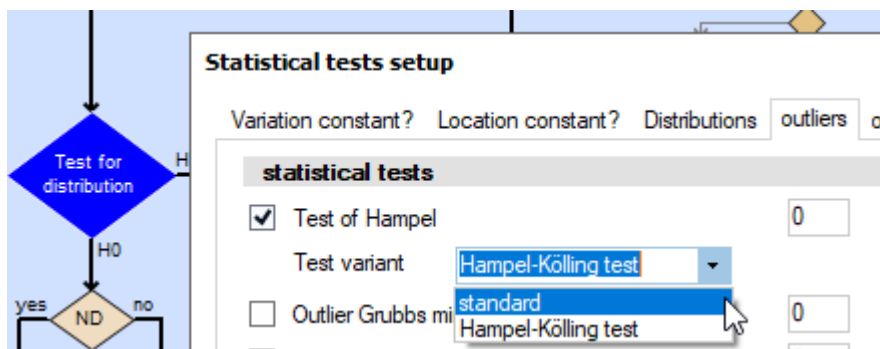 Statistical tests setup
Variation constant? Location constant? Distributions outliers
Test for
distribution
H
statistical tests
Test of Hampel 0
H0
Test variant Hampel-Kölling test
yes ND no
Outlier Grubbs mi standard 0
Hampel-Kölling test